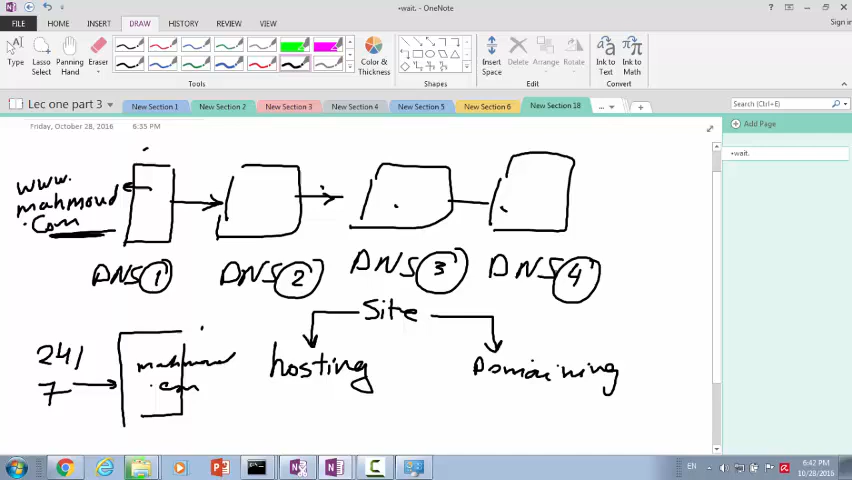 •wait. - OneNote
FILE HOME INSERT DRAW HISTORY REVIEW VIEW
Sign in
Type Lasso Select Panning Hand Eraser Color & Thickness Insert Space Delete Arrange Rotate Ink to Text Ink to Math
Tools Shapes Edit Convert
Lec one part 3 New Section 1 New Section 2 New Section 3 New Section 4 New Section 5 New Section 6 New Section 18 ... Search (Ctrl+E)
Add Page
•wait.
Friday, October 28, 2016 6:35 PM
www.
mahmoud
.Com
DNS 1 DNS 2 DNS 3 DNS 4
Site
hosting Domaining
24/
7
mahmoud
.com
EN 6:42 PM
10/28/2016